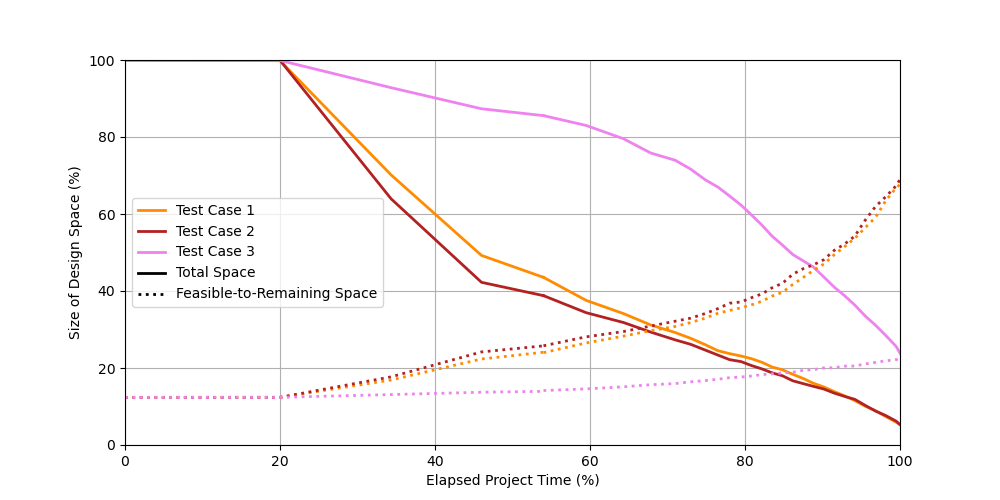 100
80
60
40
20
0
Size of Design Space (%)
Test Case 1
Test Case 2
Test Case 3
Total Space
Feasible-to-Remaining Space
0 20 40 60 80 100
Elapsed Project Time (%)